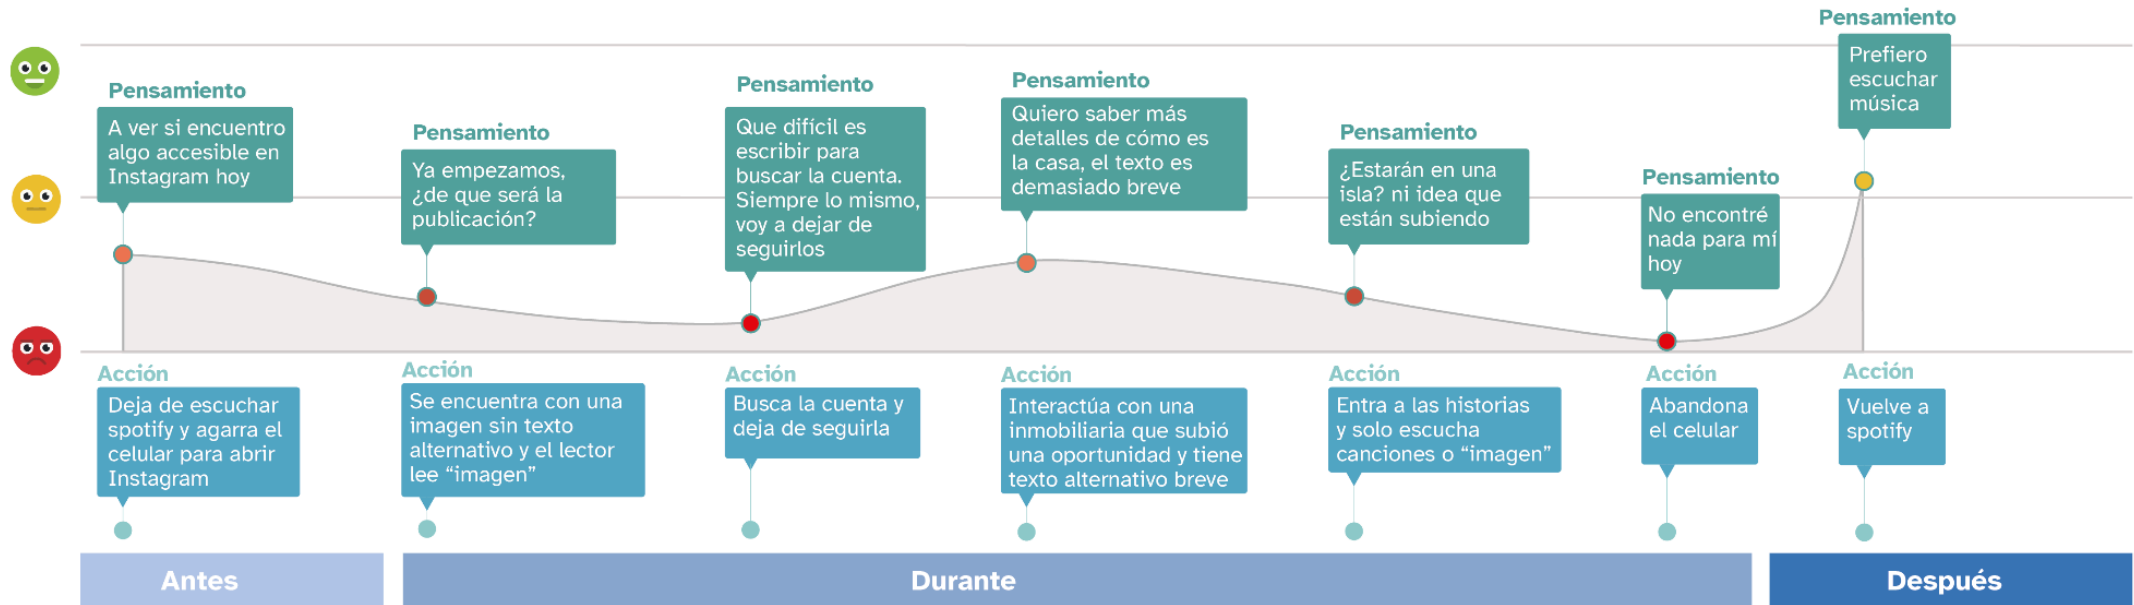 Pensamiento
A ver si encuentro
algo accesible en
Instagram hoy
Pensamiento
Ya empezamos,
¿de que será la
publicación?
Pensamiento
Que difícil es
escribir para
buscar la cuenta.
Siempre lo mismo,
voy a dejar de
seguirlos
Pensamiento
Quiero saber más
detalles de cómo es
la casa, el texto es
demasiado breve
Pensamiento
¿Estarán en una
isla? ni idea que
están subiendo
Pensamiento
No encontré
nada para mí
hoy
Pensamiento
Prefiero
escuchar
música
Acción
Deja de escuchar
spotify y agarra el
celular para abrir
Instagram
Acción
Se encuentra con una
imagen sin texto
alternativo y el lector
lee “imagen”
Acción
Busca la cuenta y
deja de seguirla
Acción
Interactúa con una
inmobiliaria que subió
una oportunidad y tiene
texto alternativo breve
Acción
Entra a las historias
y solo escucha
canciones o “imagen”
Acción
Abandona
el celular
Acción
Vuelve a
spotify
Antes
Durante
Después